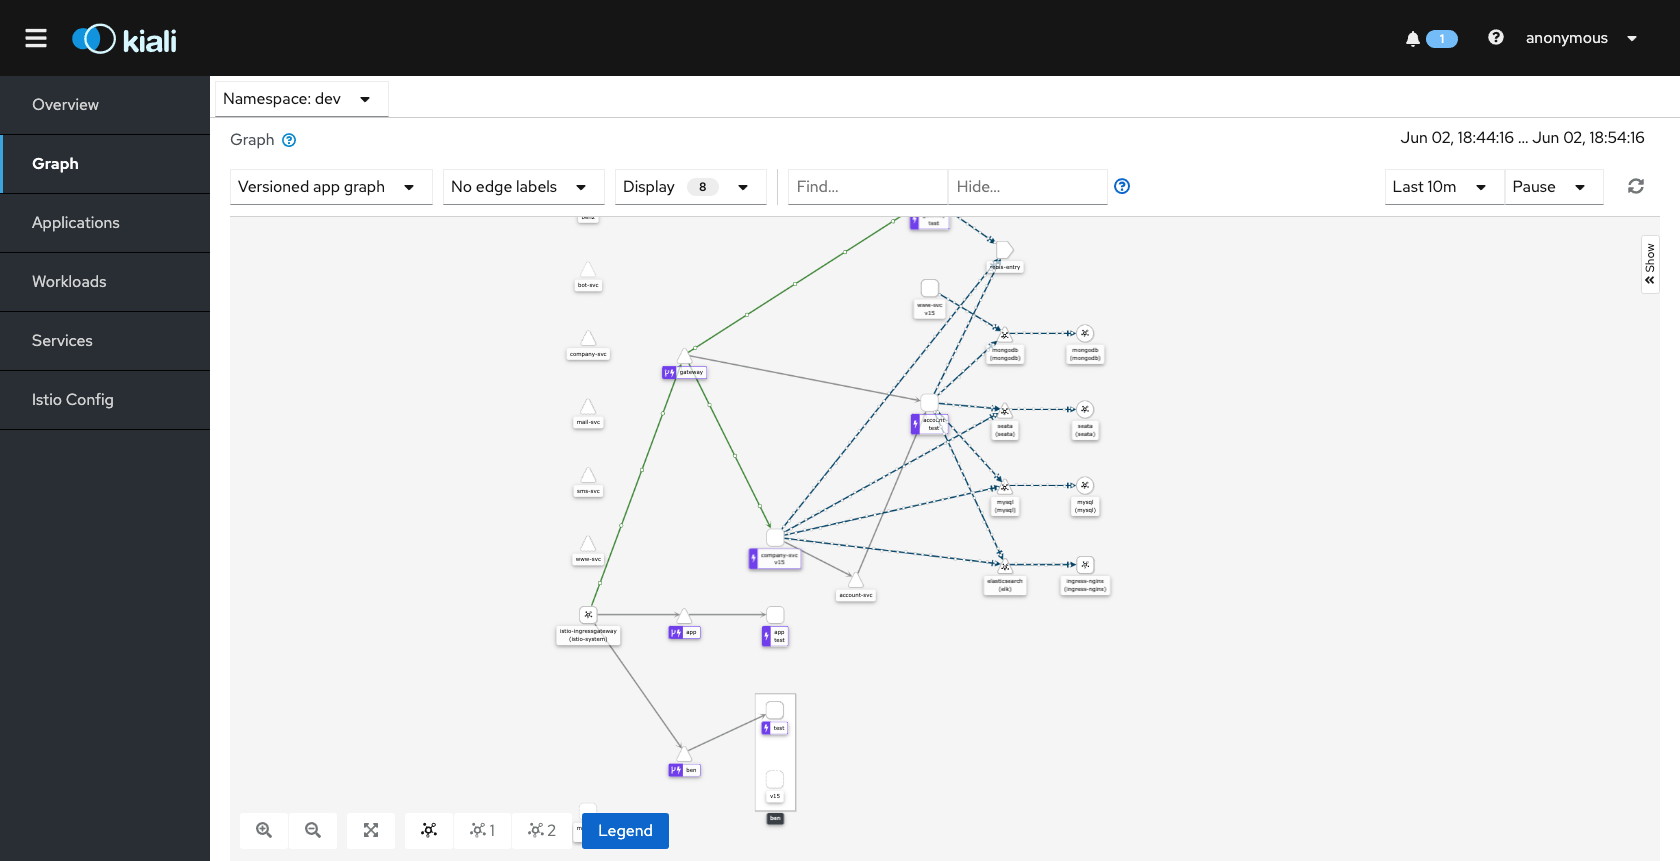 kiali
1
anonymous
Overview
Graph
Applications
Workloads
Services
Istio Config
Namespace: dev
Graph
Jun 02, 18:44:16 ... Jun 02, 18:54:16
Versioned app graph
No edge labels
Display 8
Find...
Hide...
Last 10m
Pause
Show
test
redis-entry
bot-svc
www-svc
v15
company-svc
mongodb
(mongodb)
mongodb
(mongodb)
gateway
mail-svc
account
test
seata
(seata)
seata
(seata)
sms-svc
mysql
(mysql)
mysql
(mysql)
www-svc
company-svc
v15
account-svc
elasticsearch
(elk)
ingress-nginx
(ingress-nginx)
istio-ingressgateway
(istio-system)
app
app
test
test
ben
v15
ben
1
2
Legend